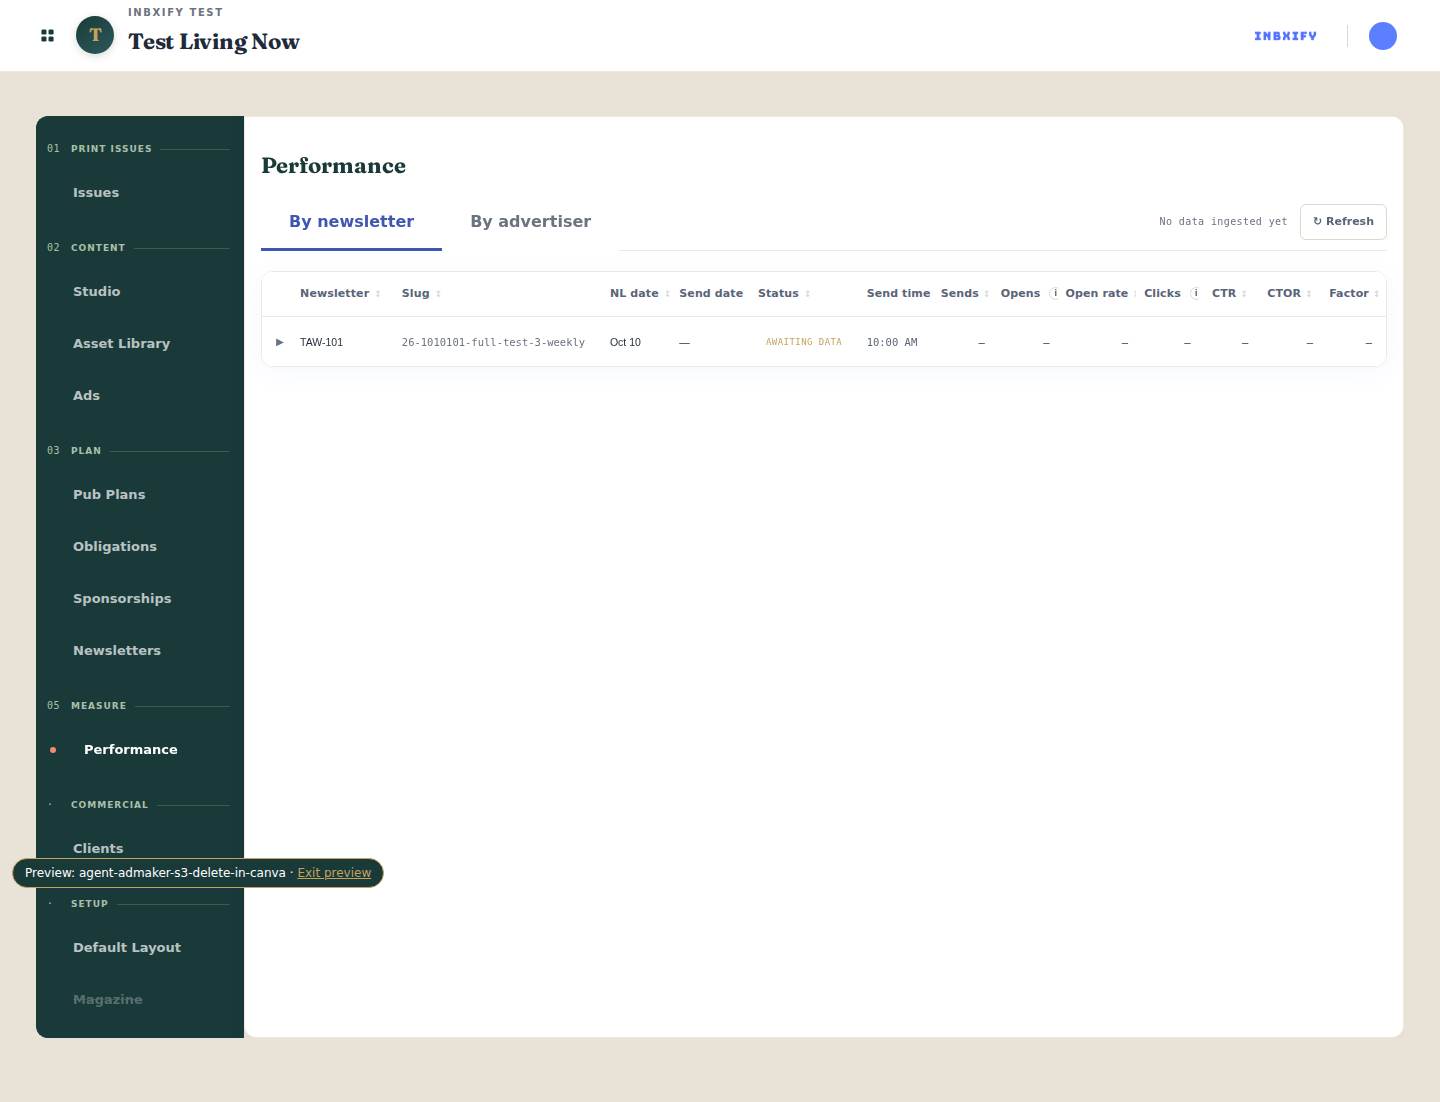 INBXIFY TEST
T
Test Living Now
INBXIFY
01 PRINT ISSUES
Issues
02 CONTENT
Studio
Asset Library
Ads
03 PLAN
Pub Plans
Obligations
Sponsorships
Newsletters
05 MEASURE
Performance
· COMMERCIAL
Clients
Preview: agent-admaker-s3-delete-in-canva · Exit preview
· SETUP
Default Layout
Magazine
Performance
By newsletter By advertiser No data ingested yet ↻ Refresh
Newsletter ↕ Slug ↕ NL date ↕ Send date Status ↕ Send time Sends ↕ Opens i Open rate Clicks i CTR ↕ CTOR ↕ Factor ↕
▶ TAW-101 26-1010101-full-test-3-weekly Oct 10 — AWAITING DATA 10:00 AM – – – – – – –